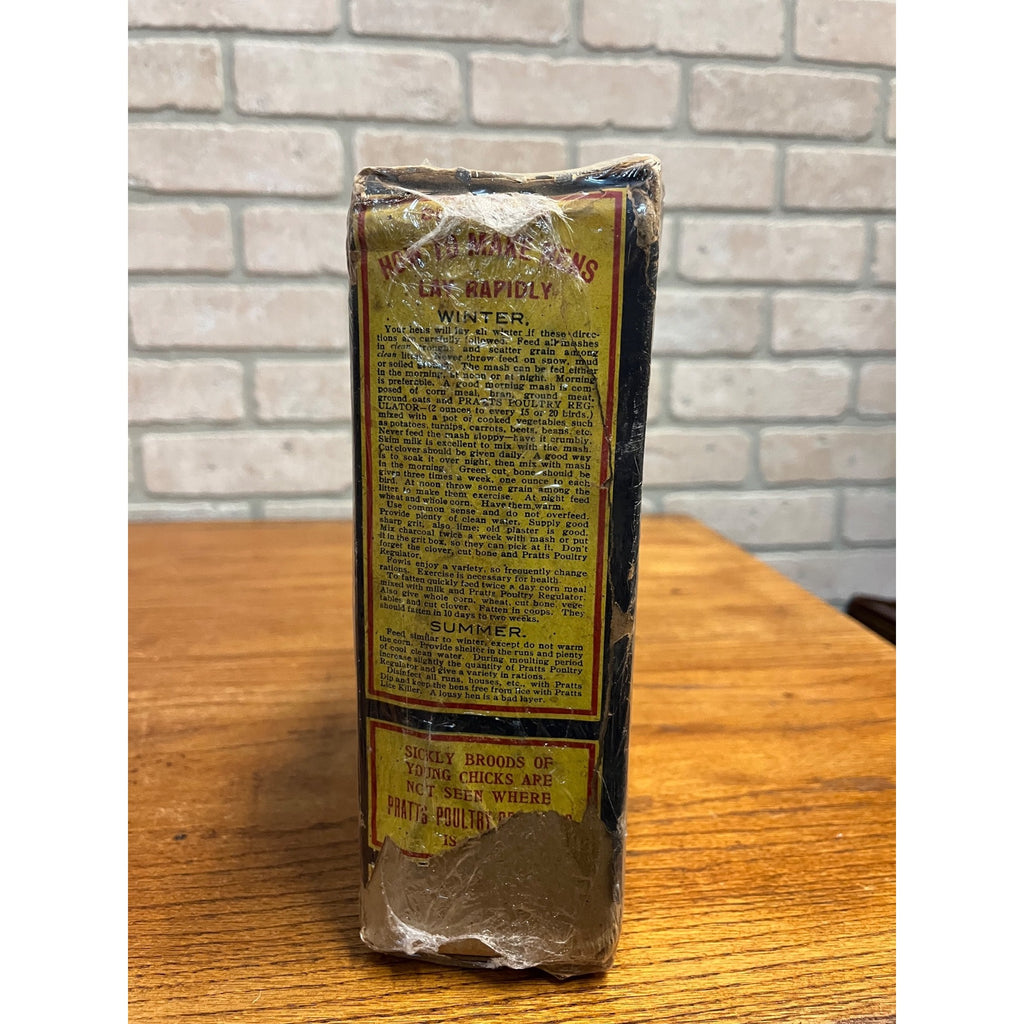 HOW TO MAKE HENS
LAY RAPIDLY
WINTER.
Your hens will lay all winter if these direc-
tions are carefully followed. Feed all mashes
in clean troughs and scatter grain among
clean litter. Never throw feed on snow, mud
or soiled ground. The mash can be fed either
in the morning, at noon or at night. Morning
is preferable. A good morning mash is com-
posed of corn meal, bran, ground meat,
ground oats and PRATTS POULTRY REG-
ULATOR—(2 ounces to every 15 or 20 birds.)
mixed with a pot of cooked vegetables such
as potatoes, turnips, carrots, beets, beans, etc.
Never feed the mash sloppy—have it crumbly.
Skim milk is excellent to mix with the mash.
Cut clover should be given daily. A good way
is to soak it over night, then mix with mash
in the morning. Green cut bone should be
given three times a week, one ounce to each
bird. At noon throw some grain among the
litter to make them exercise. At night feed
wheat and whole corn. Have them warm.
Use common sense and do not overfeed.
Provide plenty of clean water. Supply good
sharp grit, also lime; old plaster is good.
Mix charcoal twice a week with mash or put
it in the grit box, so they can pick at it. Don't
forget the clover, cut bone and Pratts Poultry
Regulator.
Fowls enjoy a variety, so frequently change
rations. Exercise is necessary for health.
To fatten quickly feed twice a day corn meal
mixed with milk and Pratts Poultry Regulator.
Also give whole corn, wheat, cut bone, vege-
tables and cut clover. Fatten in coops. They
should fatten in 10 days to two weeks.
SUMMER.
Feed similar to winter, except do not warm
the corn. Provide shelter in the runs and plenty
of cool clean water. During moulting period
increase slightly the quantity of Pratts Poultry
Regulator and give a variety in rations.
Disinfect all runs, houses, etc., with Pratts
Dip and keep the hens free from lice with Pratts
Lice Killer. A lousy hen is a bad layer.
SICKLY BROODS OF
YOUNG CHICKS ARE
NOT SEEN WHERE
PRATTS POULTRY
IS